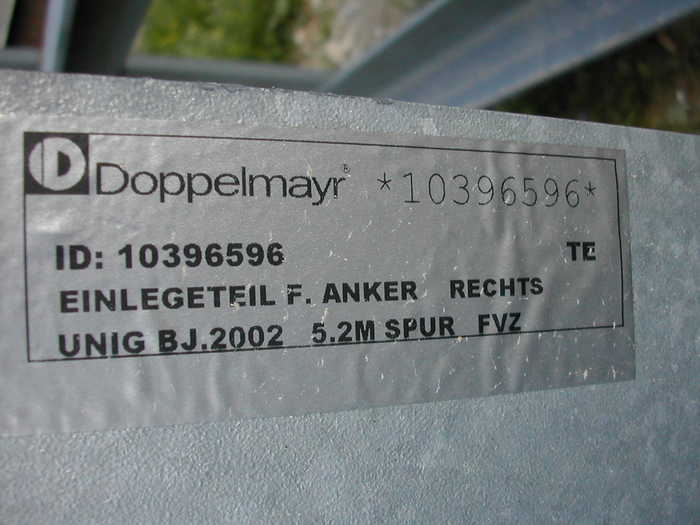 Doppelmayr® *10396596*
ID: 10396596 TE
EINLEGETEIL F. ANKER RECHTS
UNIG BJ.2002 5.2M SPUR FVZ